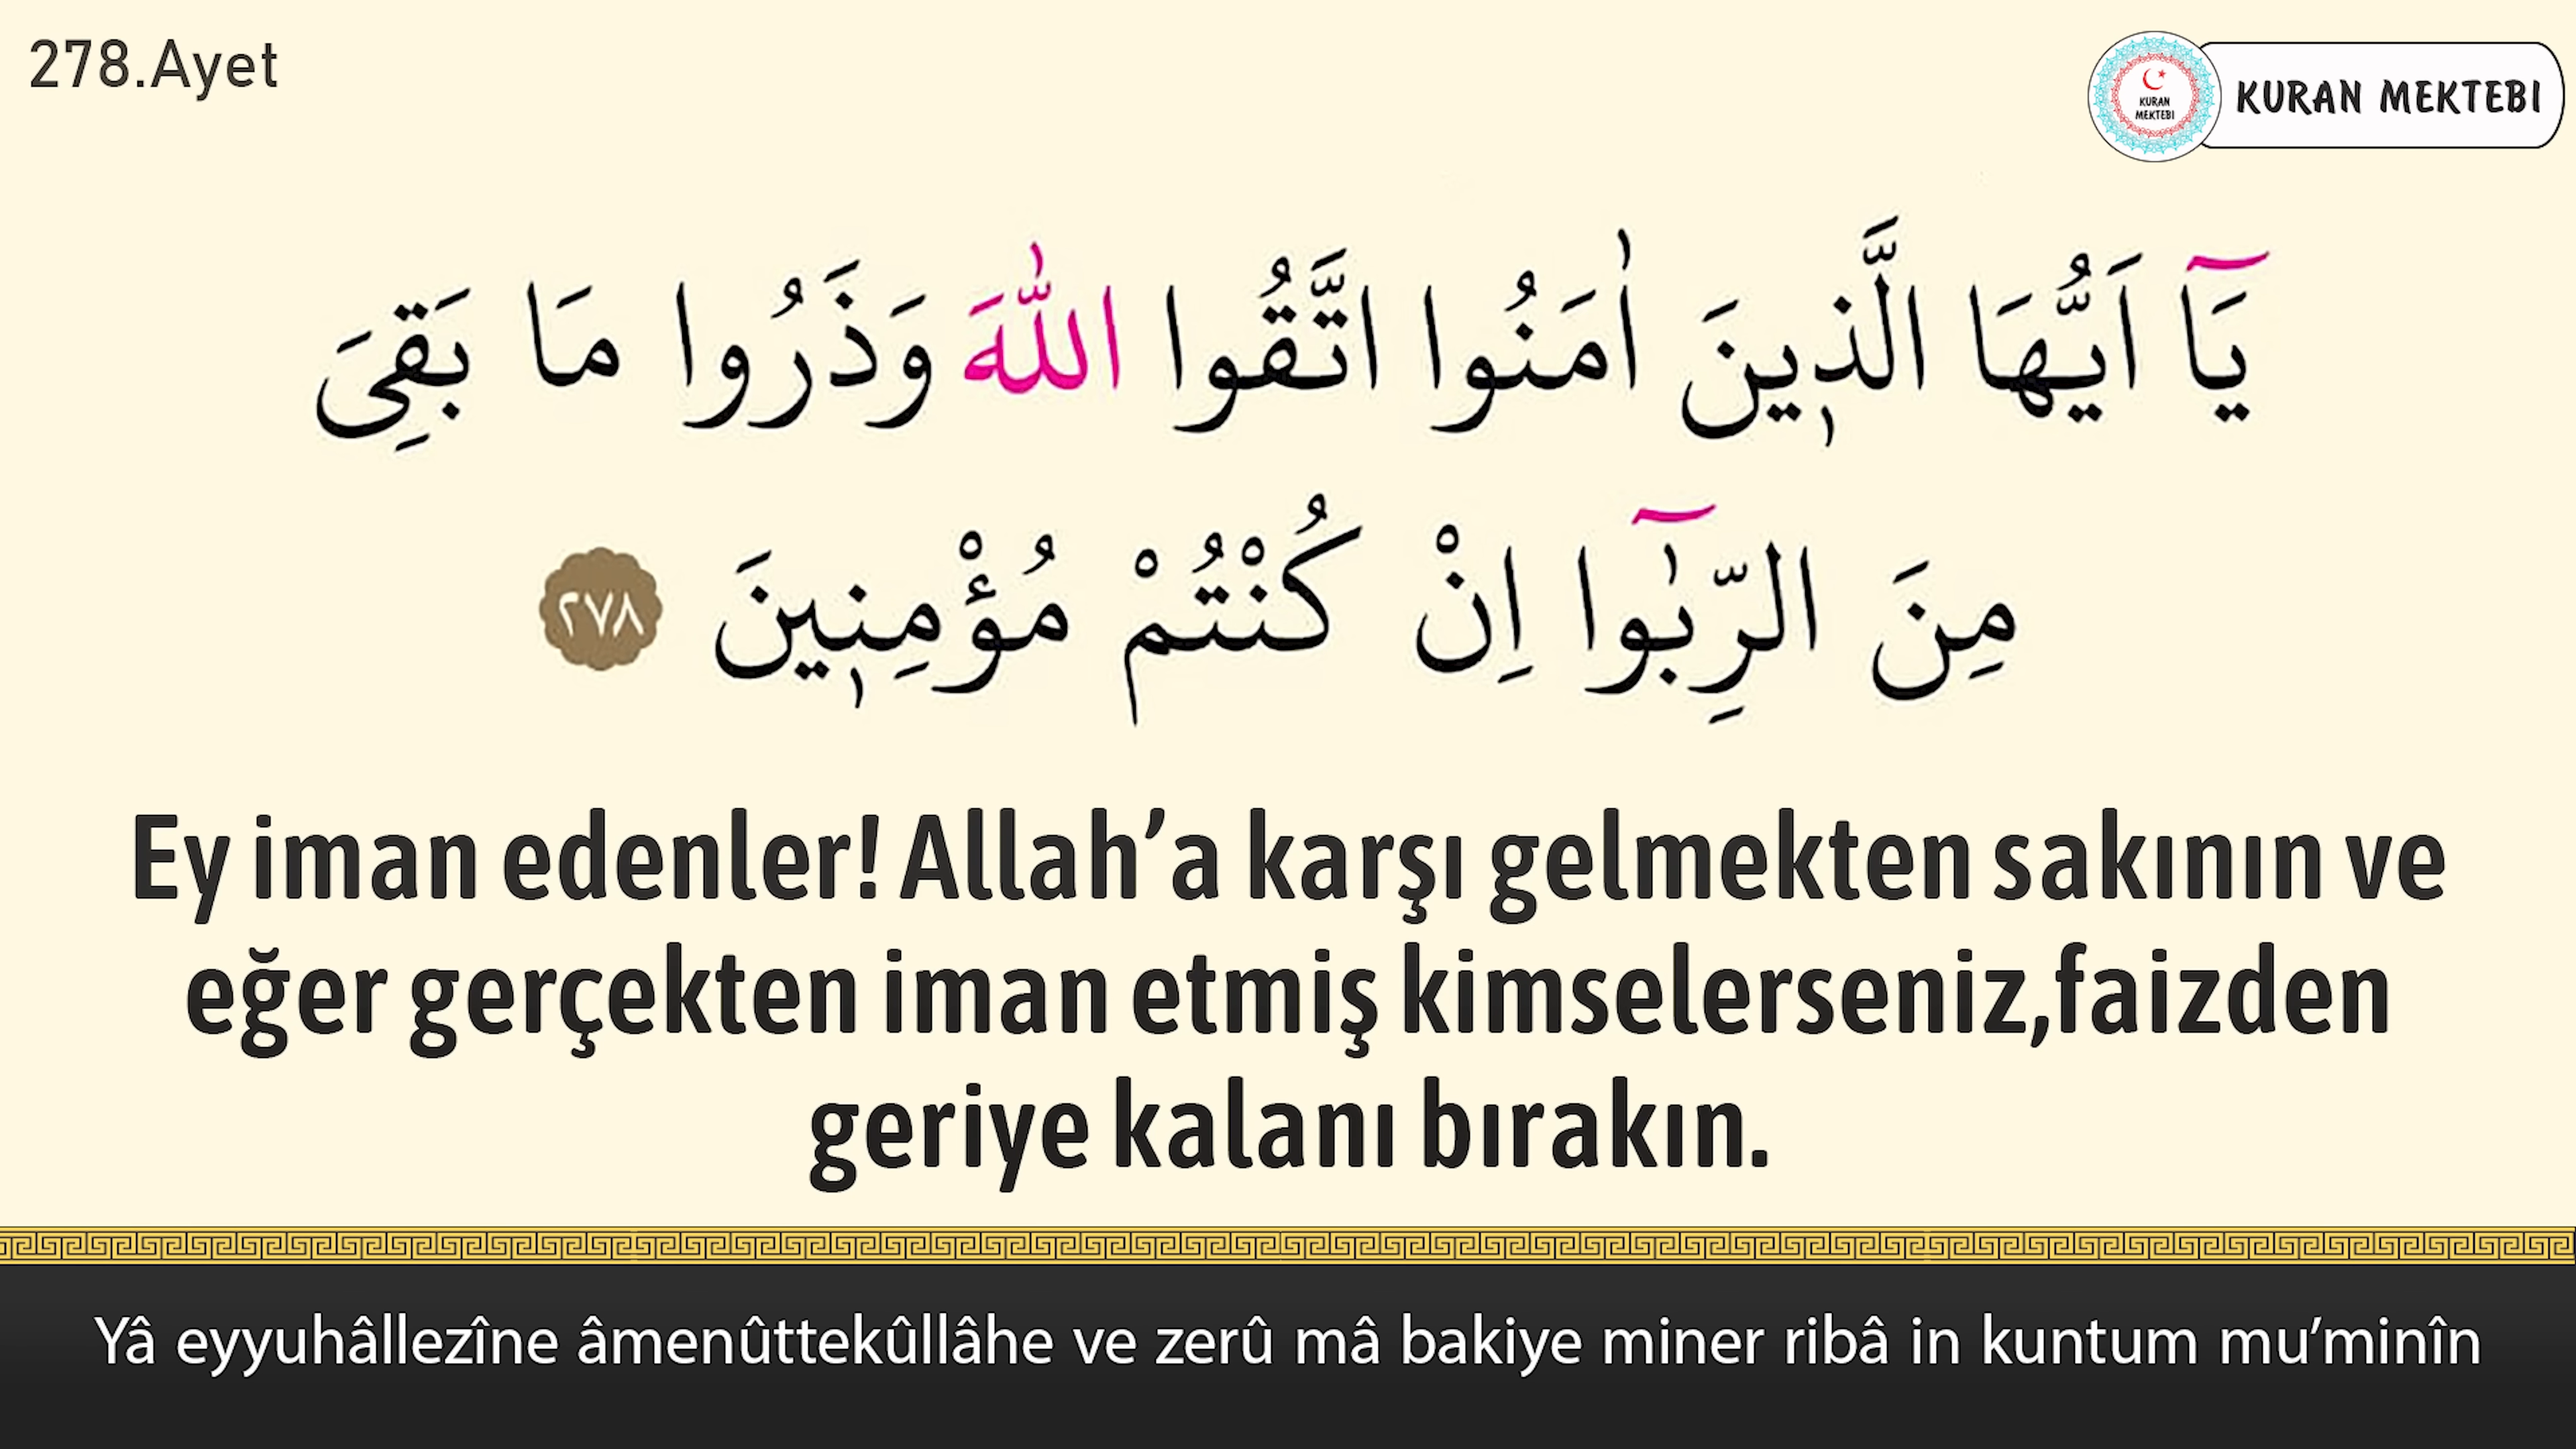 278.Ayet
KURAN
MEKTEBI
KURAN MEKTEBI
يَٓا اَيُّهَا الَّذ۪ينَ اٰمَنُوا اتَّقُوا اللّٰهَ وَذَرُوا مَا بَقِىَ
مِنَ الرِّبٰٓوا اِنْ كُنْتُمْ مُؤْمِن۪ينَ ٢٧٨
Ey iman edenler! Allah’a karşı gelmekten sakının ve
eğer gerçekten iman etmiş kimselerseniz,faizden
geriye kalanı bırakın.
Yâ eyyuhâllezîne âmenûttekûllâhe ve zerû mâ bakiye miner ribâ in kuntum mu’minîn